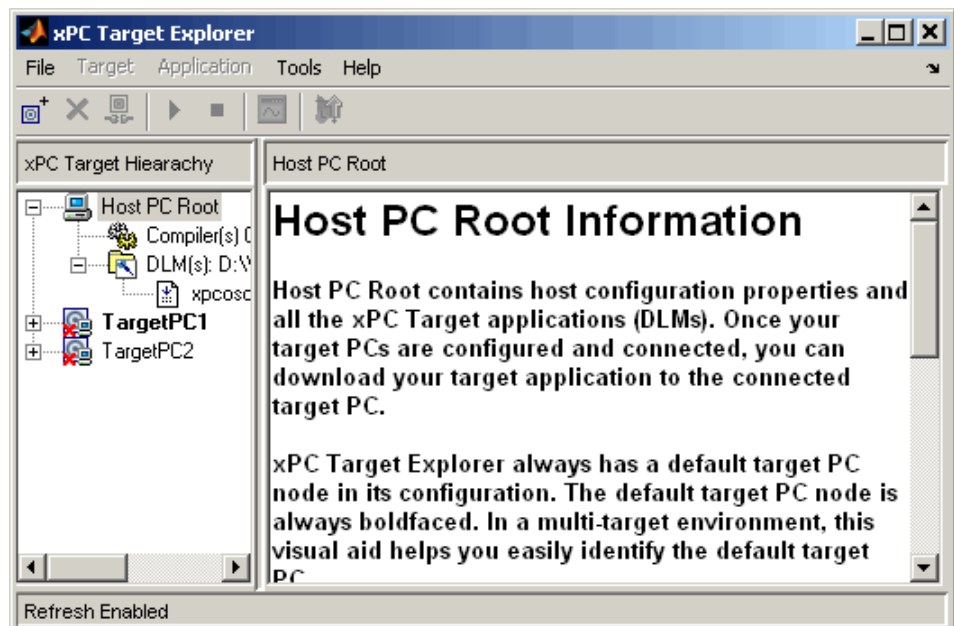 xPC Target Explorer
File Target Application Tools Help
xPC Target Hiearachy
Host PC Root
Host PC Root
Compiler(s)
DLM(s): D:\
xpcosc
TargetPC1
TargetPC2
Host PC Root Information
Host PC Root contains host configuration properties and
all the xPC Target applications (DLMs). Once your
target PCs are configured and connected, you can
download your target application to the connected
target PC.
xPC Target Explorer always has a default target PC
node in its configuration. The default target PC node is
always boldfaced. In a multi-target environment, this
visual aid helps you easily identify the default target
PC
Refresh Enabled